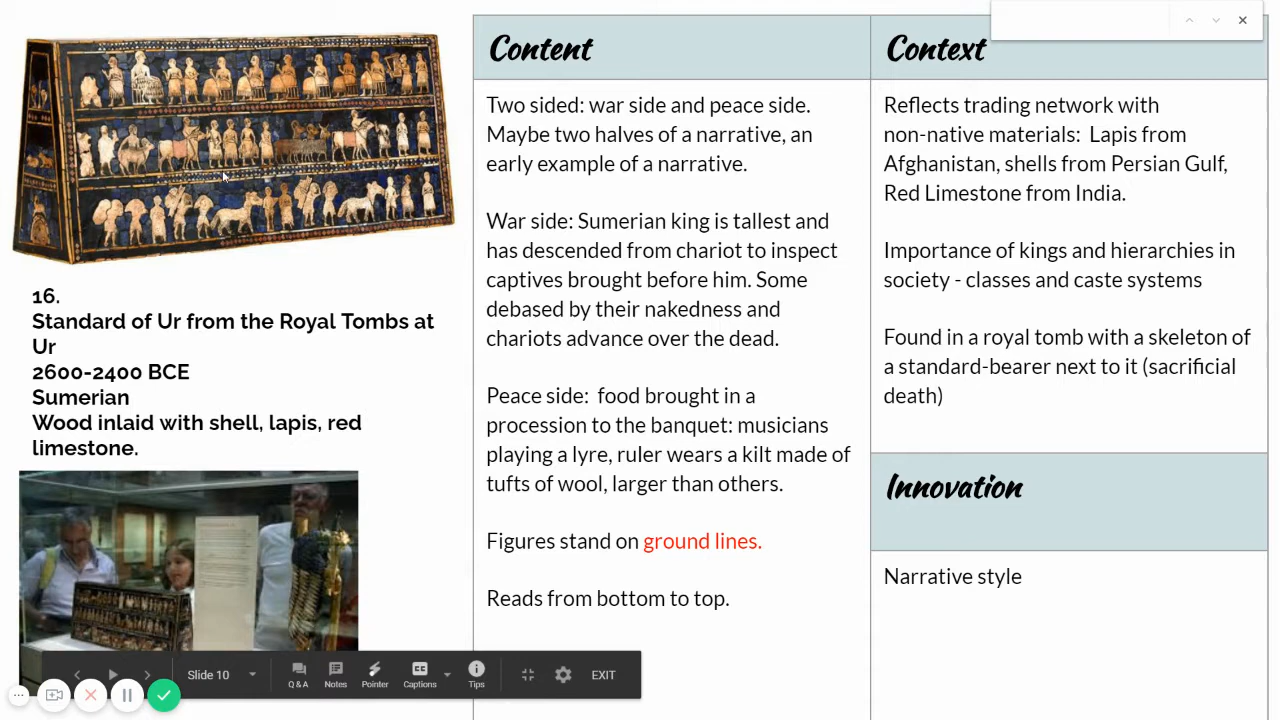 Content
Two sided: war side and peace side.
Maybe two halves of a narrative, an
early example of a narrative.
War side: Sumerian king is tallest and
has descended from chariot to inspect
captives brought before him. Some
debased by their nakedness and
chariots advance over the dead.
Peace side:  food brought in a
procession to the banquet: musicians
playing a lyre, ruler wears a kilt made of
tufts of wool, larger than others.
Figures stand on ground lines.
Reads from bottom to top.
Context
Reflects trading network with
non-native materials:  Lapis from
Afghanistan, shells from Persian Gulf,
Red Limestone from India.
Importance of kings and hierarchies in
society - classes and caste systems
Found in a royal tomb with a skeleton of
a standard-bearer next to it (sacrificial
death)
Innovation
Narrative style
16.
Standard of Ur from the Royal Tombs at
Ur
2600-2400 BCE
Sumerian
Wood inlaid with shell, lapis, red
limestone.
Slide 10
Q & A
Notes
Pointer
Captions
Tips
EXIT